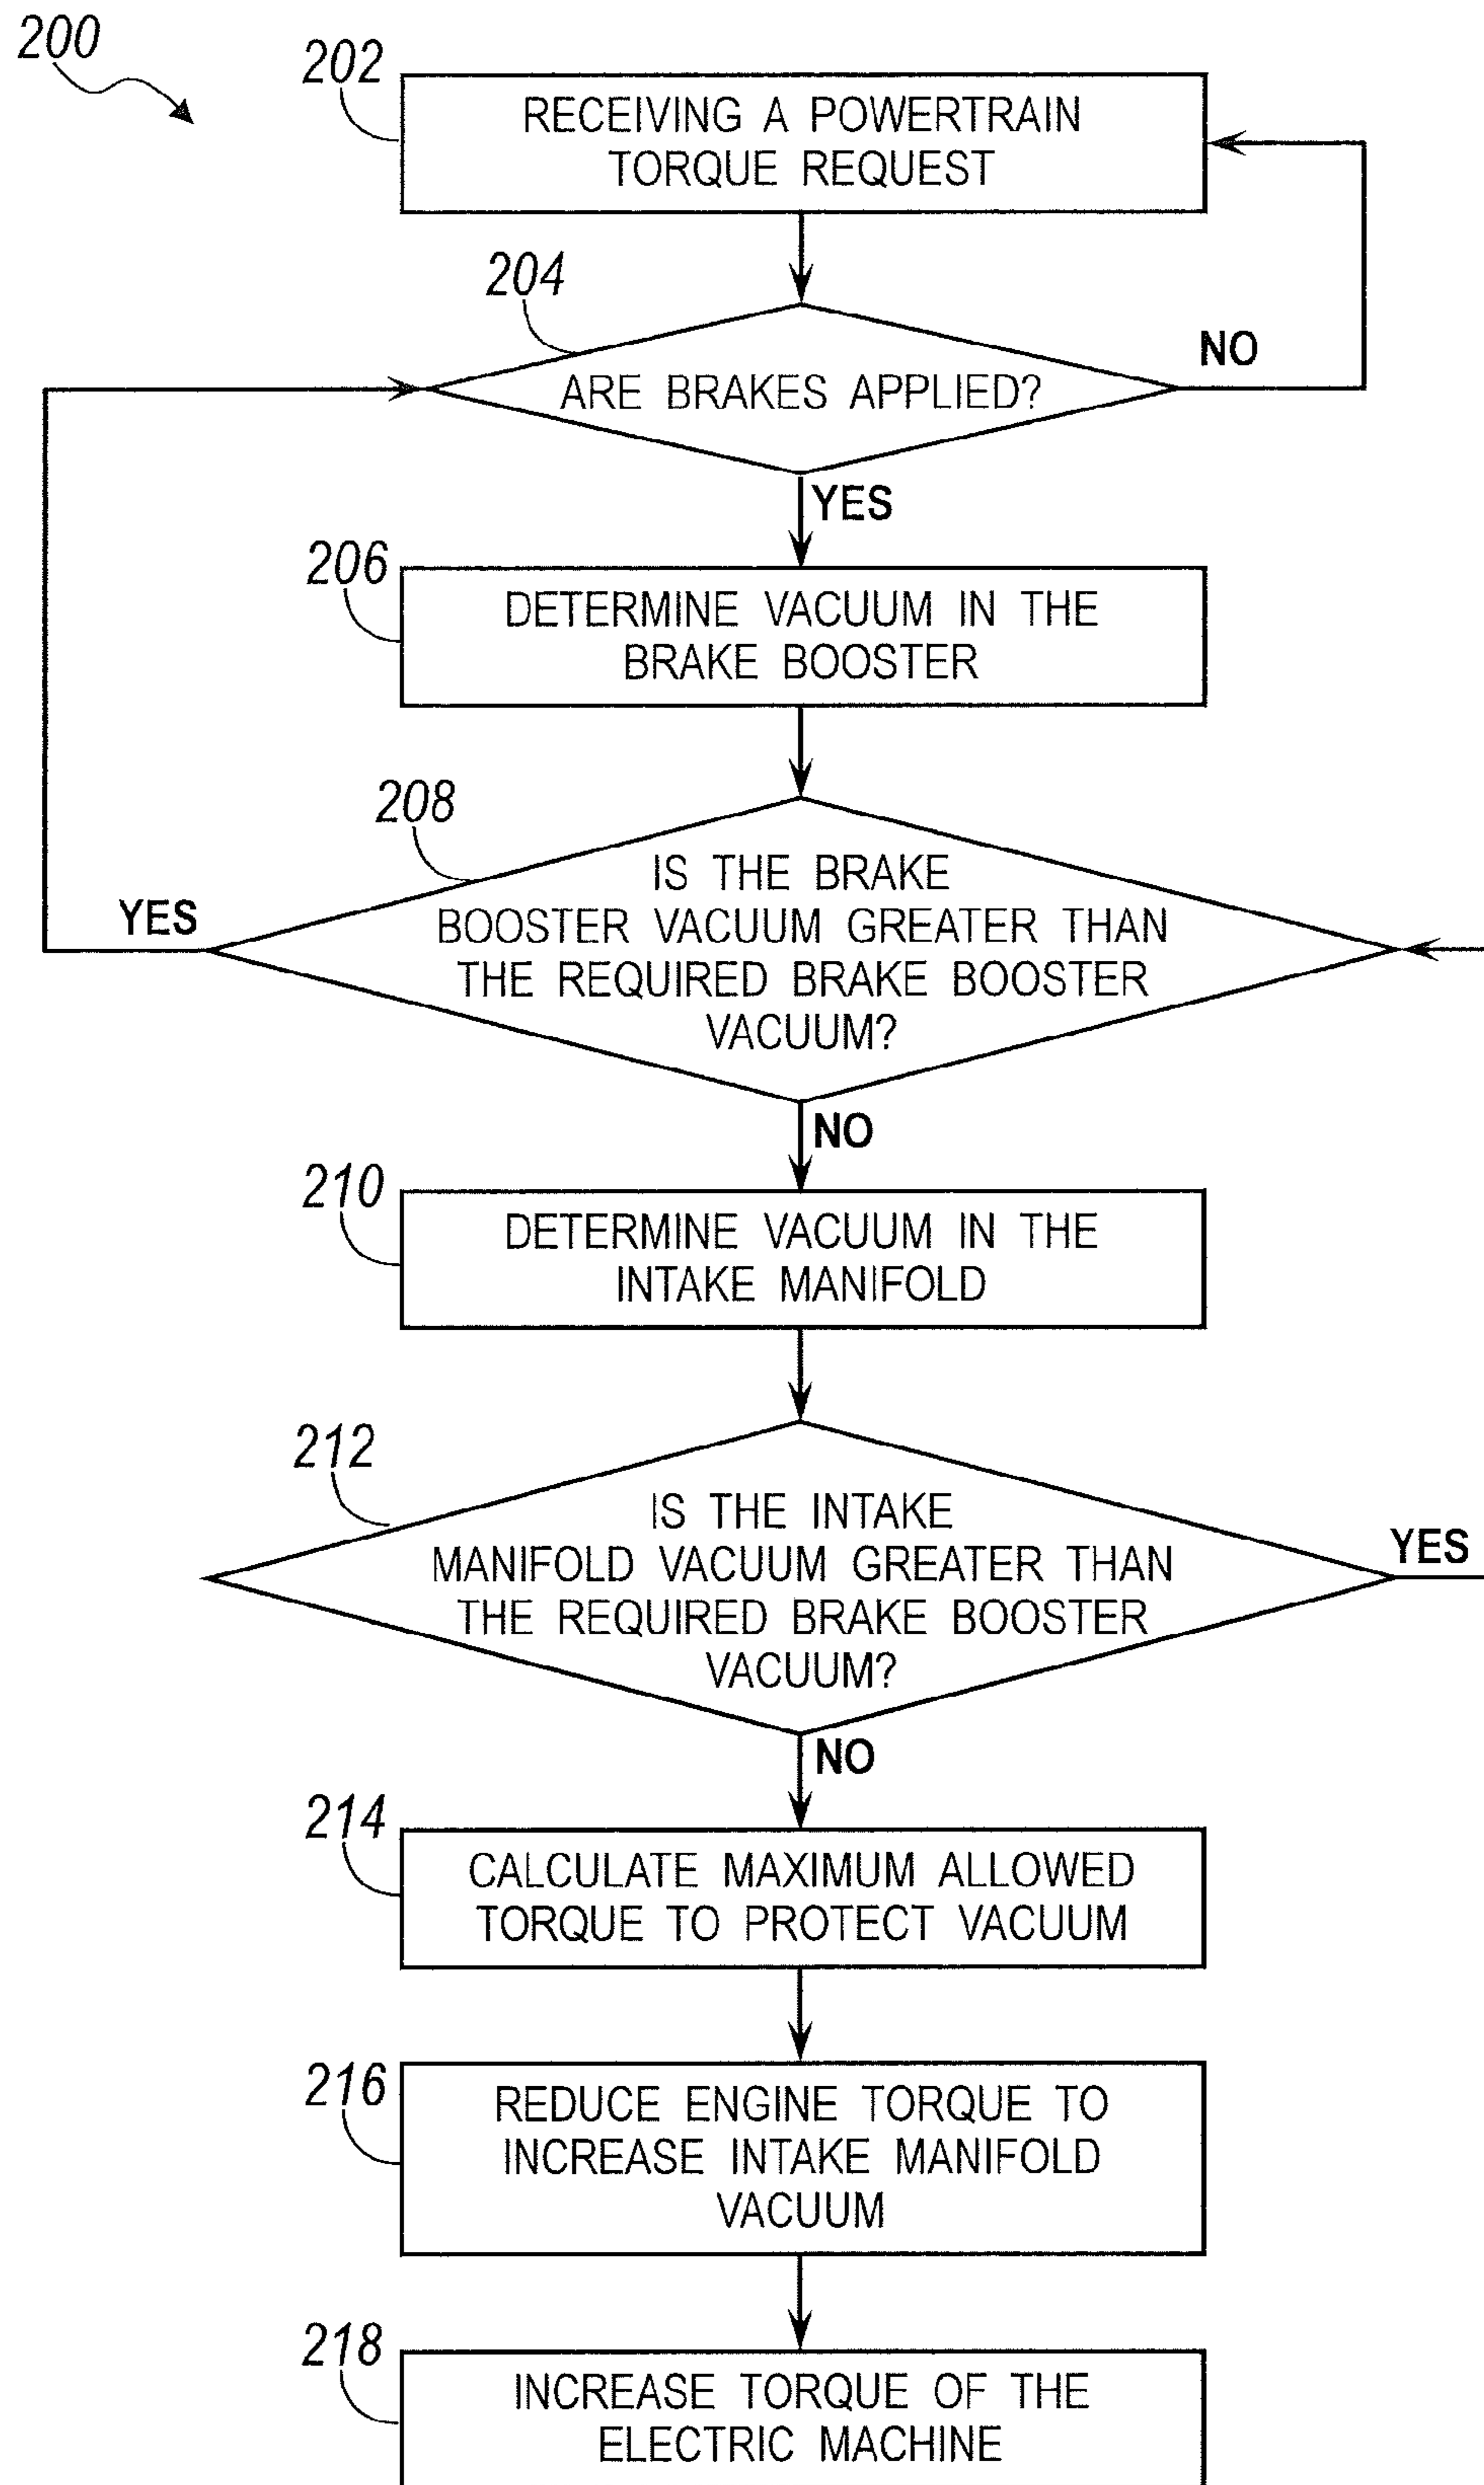 200
202
RECEIVING A POWERTRAIN
TORQUE REQUEST
204
ARE BRAKES APPLIED?
NO
YES
206
DETERMINE VACUUM IN THE
BRAKE BOOSTER
208
IS THE BRAKE
BOOSTER VACUUM GREATER THAN
THE REQUIRED BRAKE BOOSTER
VACUUM?
YES
NO
210
DETERMINE VACUUM IN THE
INTAKE MANIFOLD
212
IS THE INTAKE
MANIFOLD VACUUM GREATER THAN
THE REQUIRED BRAKE BOOSTER
VACUUM?
YES
NO
214
CALCULATE MAXIMUM ALLOWED
TORQUE TO PROTECT VACUUM
216
REDUCE ENGINE TORQUE TO
INCREASE INTAKE MANIFOLD
VACUUM
218
INCREASE TORQUE OF THE
ELECTRIC MACHINE